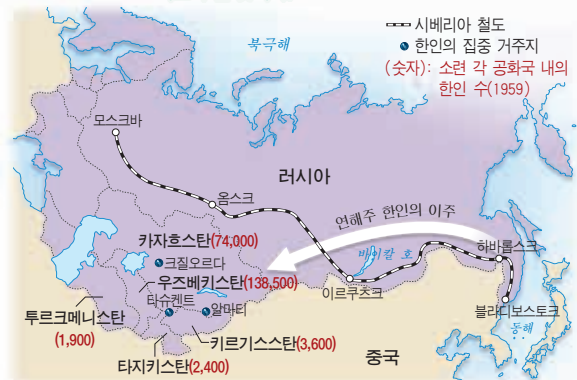 시베리아 철도
한인의 집중 거주지
(숫자): 소련 각 공화국 내의
한인 수(1959)
북극해
모스크바
러시아
옴스크
연해주 한인의 이주
카자흐스탄(74,000)
크질오르다
바이칼 호
하바롭스크
우즈베키스탄(138,500)
이르쿠츠크
타슈켄트
알마티
블라디보스토크
투르크메니스탄
(1,900)
동해
키르기스스탄(3,600)
타지키스탄(2,400)
중국